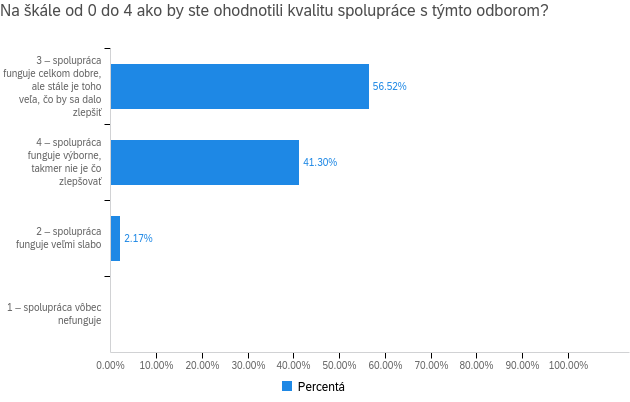 Na škále od 0 do 4 ako by ste ohodnotili kvalitu spolupráce s týmto odborom?
3 – spolupráca
funguje celkom dobre,
ale stále je toho
veľa, čo by sa dalo
zlepšiť
56.52%
4 – spolupráca
funguje výborne,
takmer nie je čo
zlepšovať
41.30%
2 – spolupráca
funguje veľmi slabo
2.17%
1 – spolupráca vôbec
nefunguje
0.00% 10.00% 20.00% 30.00% 40.00% 50.00% 60.00% 70.00% 80.00% 90.00% 100.00%
Percentá